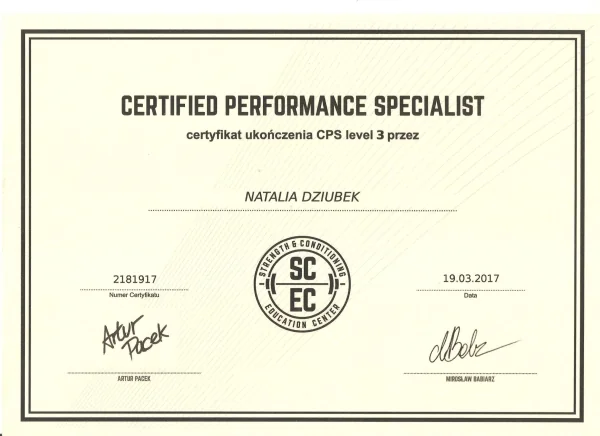 CERTIFIED PERFORMANCE SPECIALIST
certyfikat ukończenia CPS level 3 przez
NATALIA DZIUBEK
STRENGTH & CONDITIONING
SC
EC
EDUCATION CENTER
2181917
Numer Certyfikatu
19.03.2017
Data
Artur
Pacek
ARTUR PACEK
MIROSŁAW BABIARZ